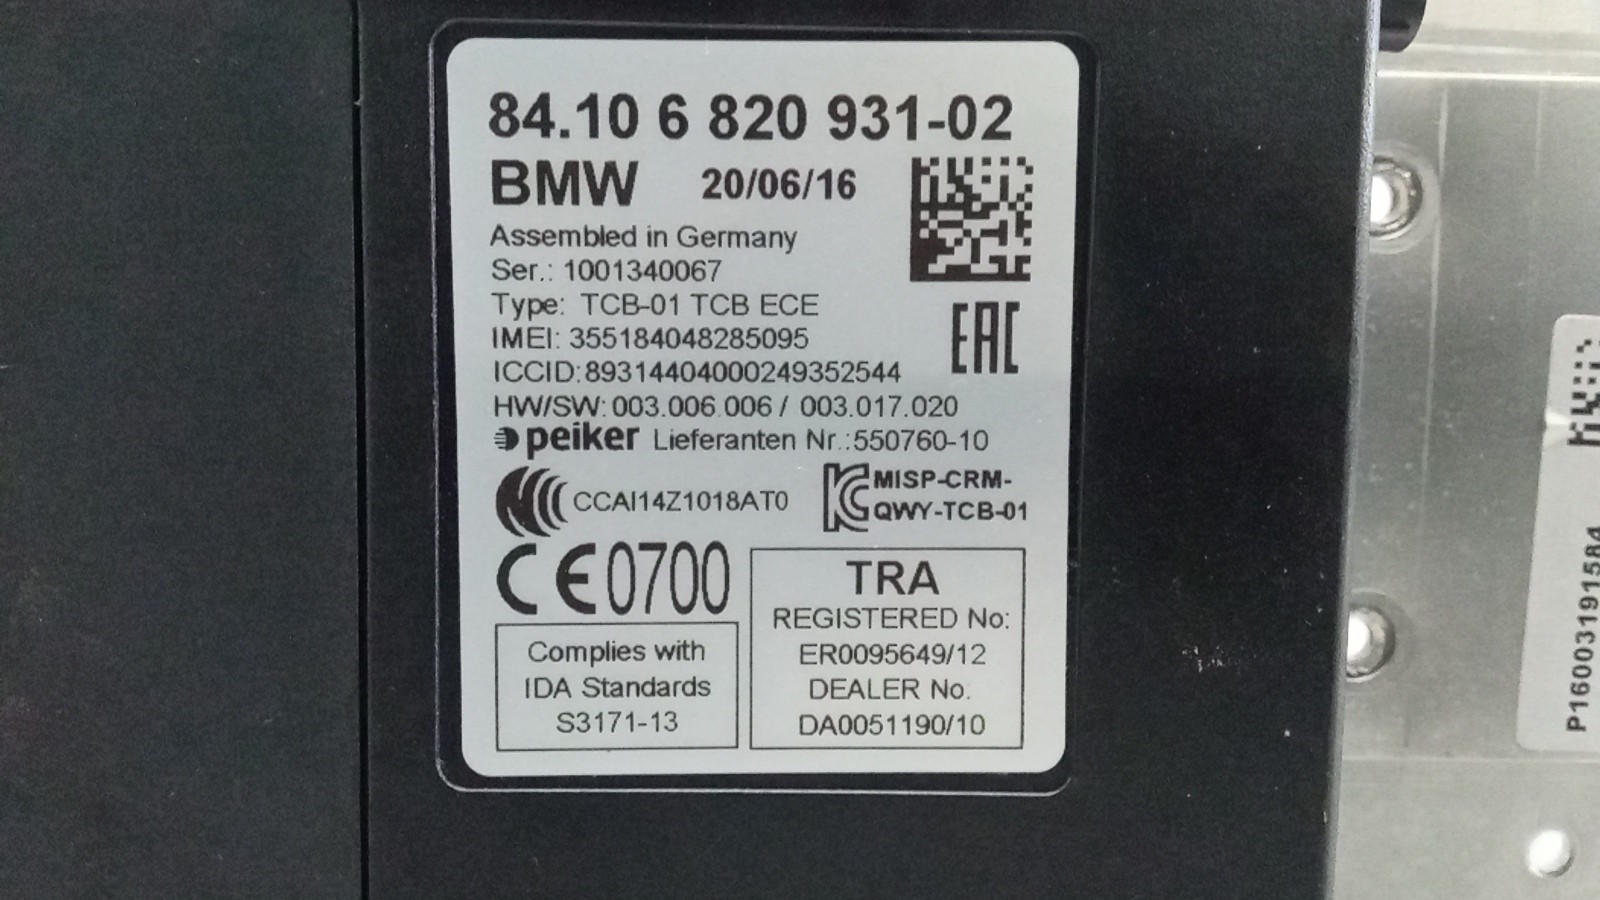 84.10 6 820 931-02
BMW 20/06/16
Assembled in Germany
Ser.: 1001340067
Type: TCB-01 TCB ECE
IMEI: 355184048285095
ICCID:89314404000249352544
HW/SW: 003.006.006 / 003.017.020
peiker Lieferanten Nr.:550760-10
CCAI14Z1018AT0
MISP-CRM-
QWY-TCB-01
EAC
CE0700
Complies with
IDA Standards
S3171-13
TRA
REGISTERED No:
ER0095649/12
DEALER No:
DA0051190/10
P1600319191584